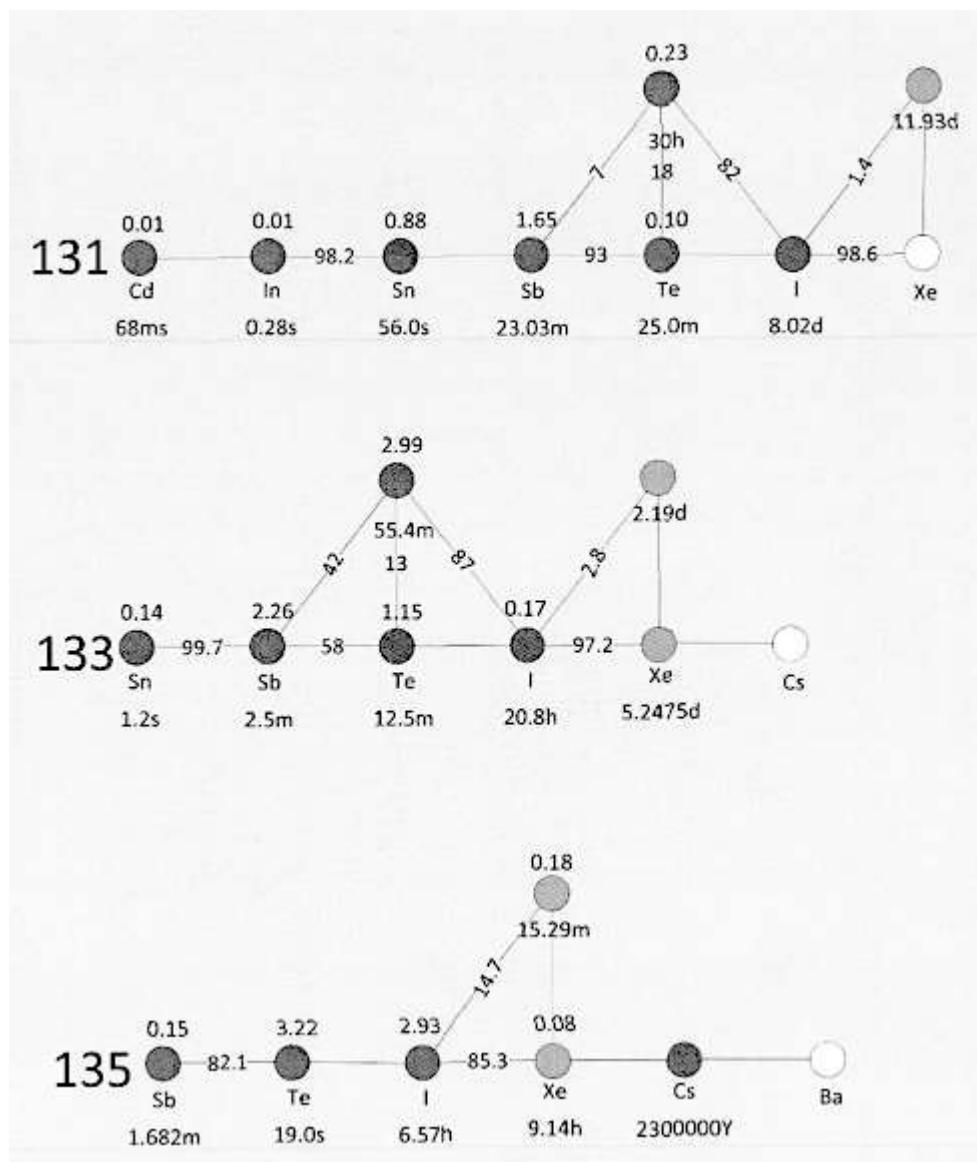 0.23
11.93d
30h
7 18 82 1.4
0.01 0.01 0.88 1.65 0.10
131 98.2 93 98.6
Cd In Sn Sb Te I Xe
68ms 0.28s 56.0s 23.03m 25.0m 8.02d
2.99
2.19d
55.4m
42 13 87 2.8
0.14 2.26 1.15 0.17
133 99.7 58 97.2
Sn Sb Te I Xe Cs
1.2s 2.5m 12.5m 20.8h 5.2475d
0.18
15.29m
14.7
0.15 3.22 2.93 0.08
135 82.1 85.3
Sb Te I Xe Cs Ba
1.682m 19.0s 6.57h 9.14h 2300000Y